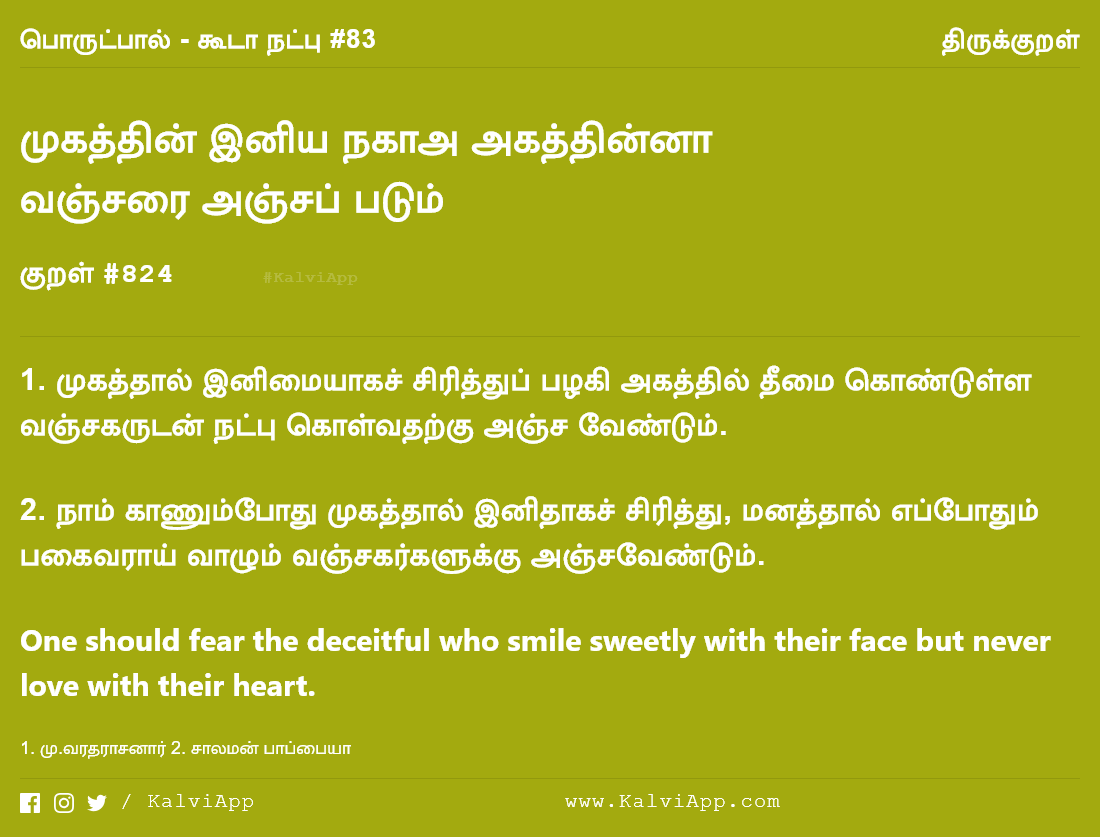 பொருட்பால் - கூடா நட்பு #83 திருக்குறள்
முகத்தின் இனிய நகாஅ அகத்தின்னா
வஞ்சரை அஞ்சப் படும்
குறள் #824 #KalviApp
1. முகத்தால் இனிமையாகச் சிரித்துப் பழகி அகத்தில் தீமை கொண்டுள்ள
வஞ்சகருடன் நட்பு கொள்வதற்கு அஞ்ச வேண்டும்.
2. நாம் காணும்போது முகத்தால் இனிதாகச் சிரித்து, மனத்தால் எப்போதும்
பகைவராய் வாழும் வஞ்சகர்களுக்கு அஞ்சவேண்டும்.
One should fear the deceitful who smile sweetly with their face but never
love with their heart.
1. மு.வரதராசனார் 2. சாலமன் பாப்பையா
/ KalviApp www.KalviApp.com